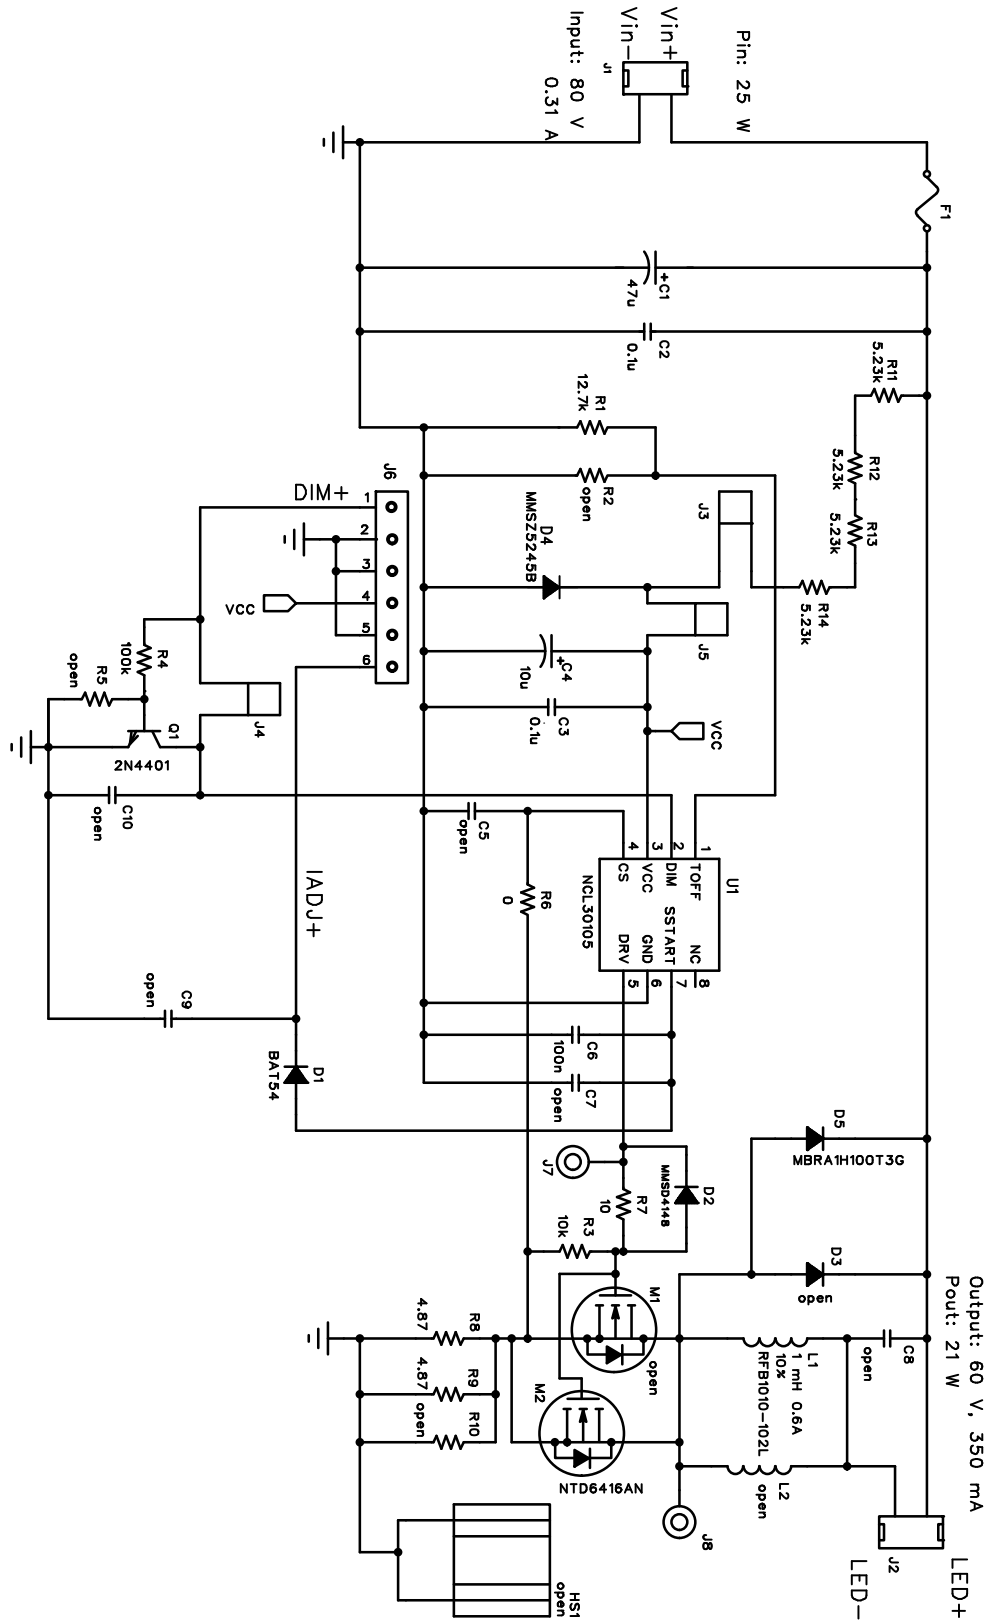 Pin: 25 W
Vin+
Vin-
Input: 80 V
0.31 A
J1
F1
+C1
47u
C2
0.1u
R11
5.23k
R12
5.23k
R13
5.23k
R14
5.23k
R1
12.7k
R2
open
J3
D4
MMSZ5245B
J5
+C4
10u
C3
0.1u
VCC
J6
1
2
3
4
5
6
DIM+
VCC
R4
100k
R5
open
Q1
2N4401
J4
C10
open
IADJ+
C9
open
D1
BAT54
C5
open
R6
0
U1
NCL30105
1
2
3
4
TOFF
DIM
VCC
CS
NC
SSTART
GND
DRV
8
7
6
5
C6
100n
C7
open
J7
D2
MMSD4148
R7
10
R3
10k
D5
MBRA1H100T3G
D3
open
M1
open
M2
NTD6416AN
R8
4.87
R9
4.87
R10
open
L1
1 mH 0.6A
10%
RFB1010-102L
L2
open
C8
open
Output: 60 V, 350 mA
Pout: 21 W
J8
J2
LED+
LED-
HS1
open